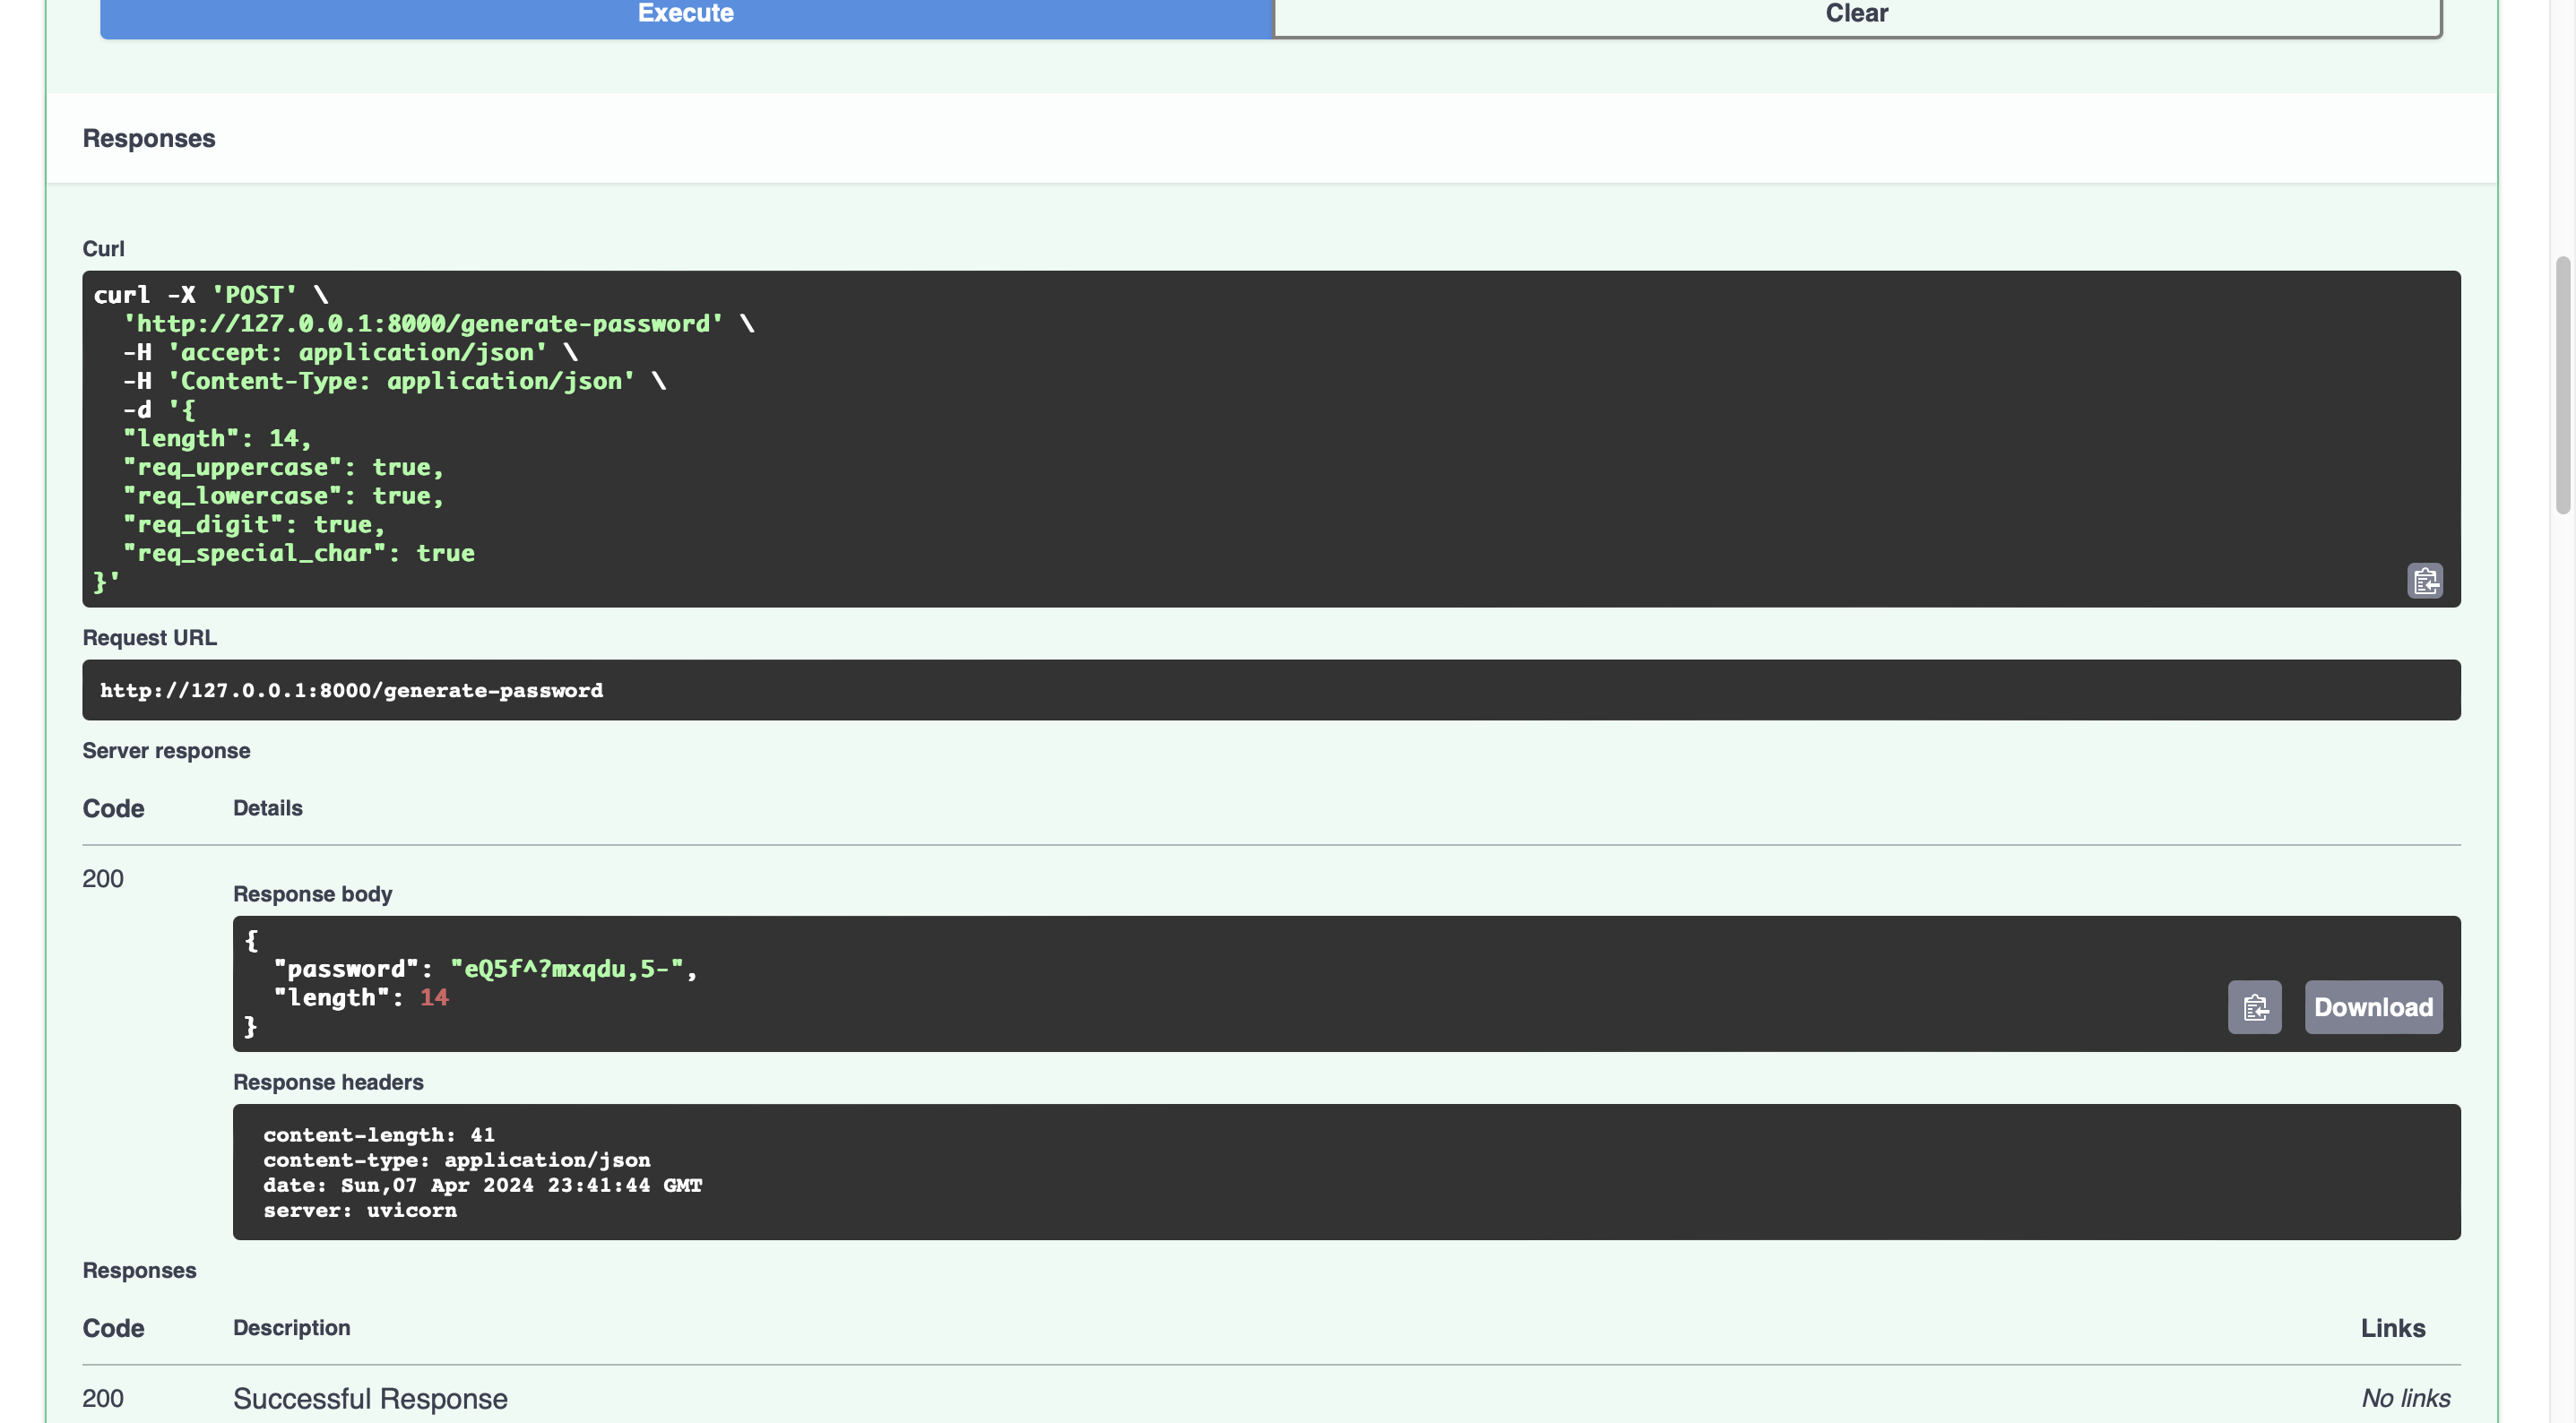 Execute
Clear
Responses
Curl
curl -X 'POST' \
'http://127.0.0.1:8000/generate-password' \
-H 'accept: application/json' \
-H 'Content-Type: application/json' \
-d '{
"length": 14,
"req_uppercase": true,
"req_lowercase": true,
"req_digit": true,
"req_special_char": true
}'
Request URL
http://127.0.0.1:8000/generate-password
Server response
Code Details
200
Response body
{
"password": "eQ5f^?mxqdu,5-",
"length": 14
}
Download
Response headers
content-length: 41
content-type: application/json
date: Sun,07 Apr 2024 23:41:44 GMT
server: uvicorn
Responses
Code Description Links
200 Successful Response No links